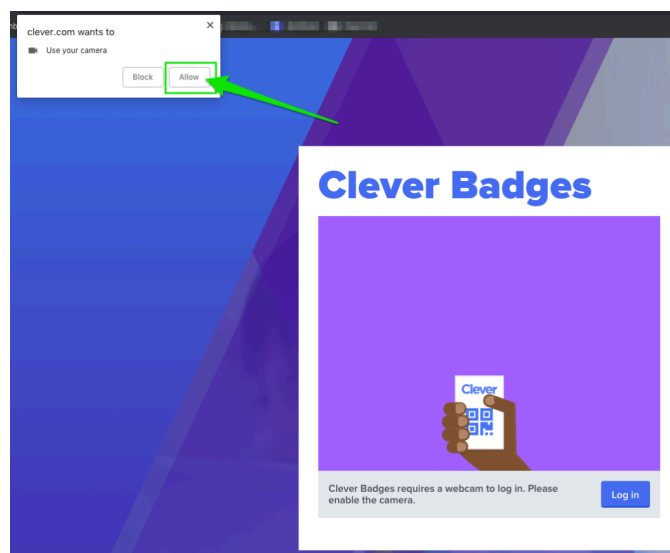 clever.com wants to
Use your camera
Block
Allow
Clever Badges
Clever
Clever Badges requires a webcam to log in. Please
enable the camera.
Log in